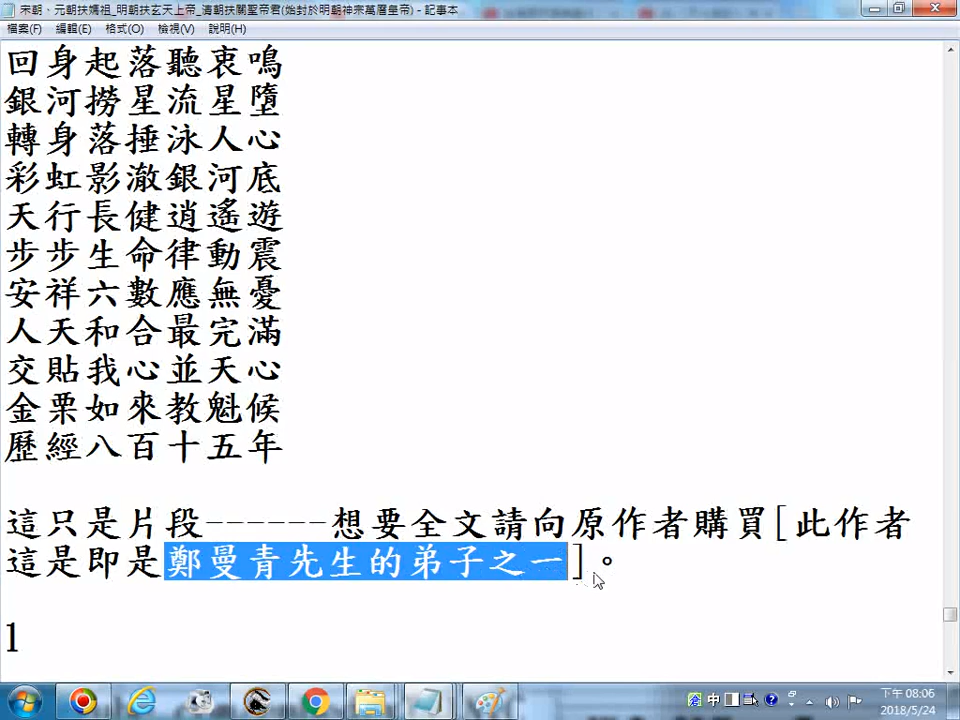 宋朝、元朝扶媽祖_明朝扶玄天上帝_清朝扶關聖帝君(始封於明朝神宗萬曆皇帝) - 記事本
檔案(F) 編輯(E) 格式(O) 檢視(V) 說明(H)
回身起落聽衷鳴
銀河撈星流星墮
轉身落捶泳人心
彩虹影澈銀河底
天行長健逍遙遊
步步生命律動震
安祥六數應無憂
人天和合最完滿
交貼我心並天心
金粟如來教魁候
歷經八百十五年
這只是片段------想要全文請向原作者購買[此作者
這是即是鄭曼青先生的弟子之一]。
1
中
下午 08:06
2018/5/24